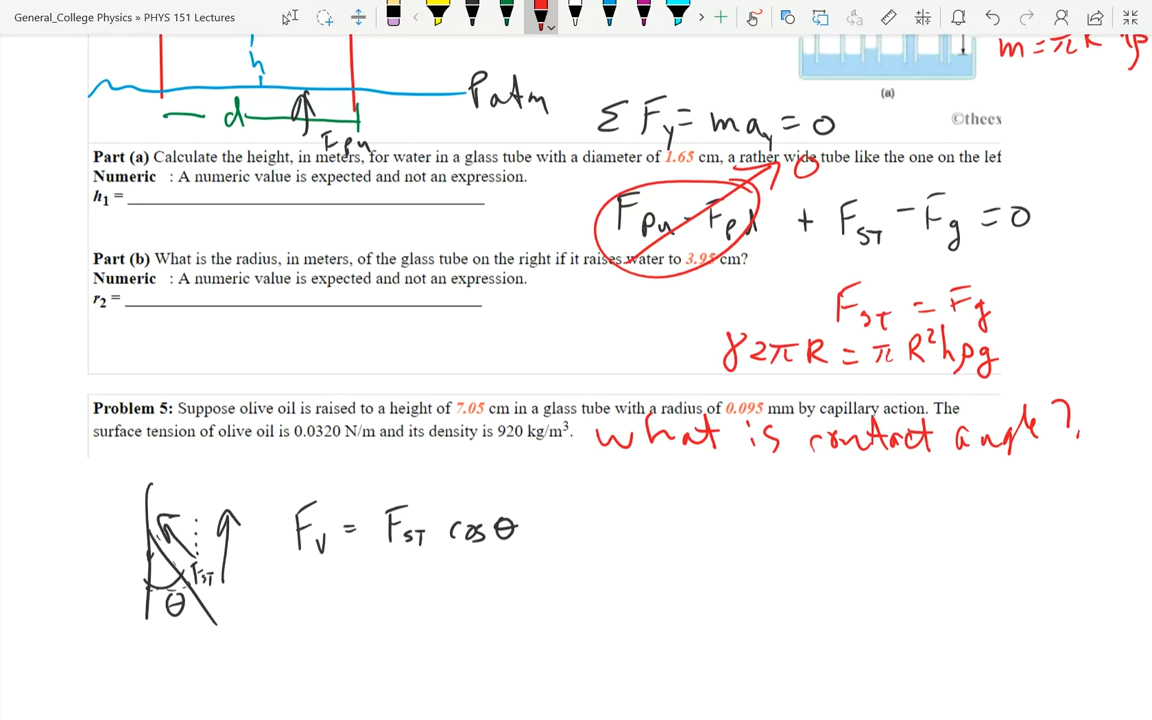 General_College Physics » PHYS 151 Lectures
h
Patm
d
Fpu
(a)
©theex
Σ Fy = may = 0
Part (a) Calculate the height, in meters, for water in a glass tube with a diameter of 1.65 cm, a rather wide tube like the one on the lef
Numeric : A numeric value is expected and not an expression.
h₁ =
0
Fpu - Fpd + FST - Fg = 0
Part (b) What is the radius, in meters, of the glass tube on the right if it raises water to 3.95 cm?
Numeric : A numeric value is expected and not an expression.
r₂ =
FST = Fg
γ2πR = πR²hρg
Problem 5: Suppose olive oil is raised to a height of 7.05 cm in a glass tube with a radius of 0.095 mm by capillary action. The
surface tension of olive oil is 0.0320 N/m and its density is 920 kg/m³. What is contact angle?
FV = FST cosθ
FST
θ